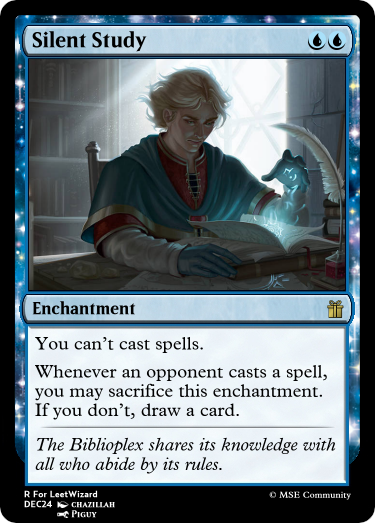 Silent Study
Enchantment
You can't cast spells.
Whenever an opponent casts a spell,
you may sacrifice this enchantment.
If you don't, draw a card.
The Biblioplex shares its knowledge with
all who abide by its rules.
R For LeetWizard
DEC24 CHAZILLAH
Piguy
© MSE Community